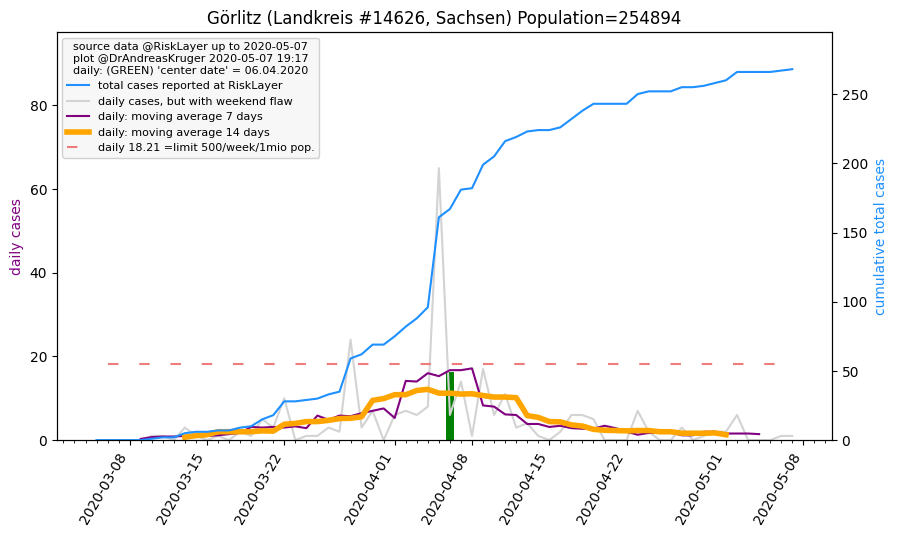 Görlitz (Landkreis #14626, Sachsen) Population=254894
source data @RiskLayer up to 2020-05-07
plot @DrAndreasKruger 2020-05-07 19:17
daily: (GREEN) 'center date' = 06.04.2020
total cases reported at RiskLayer
daily cases, but with weekend flaw
daily: moving average 7 days
daily: moving average 14 days
daily 18.21 =limit 500/week/1mio pop.
daily cases
80
60
40
20
0
cumulative total cases
250
200
150
100
50
0
2020-03-08
2020-03-15
2020-03-22
2020-04-01
2020-04-08
2020-04-15
2020-04-22
2020-05-01
2020-05-08